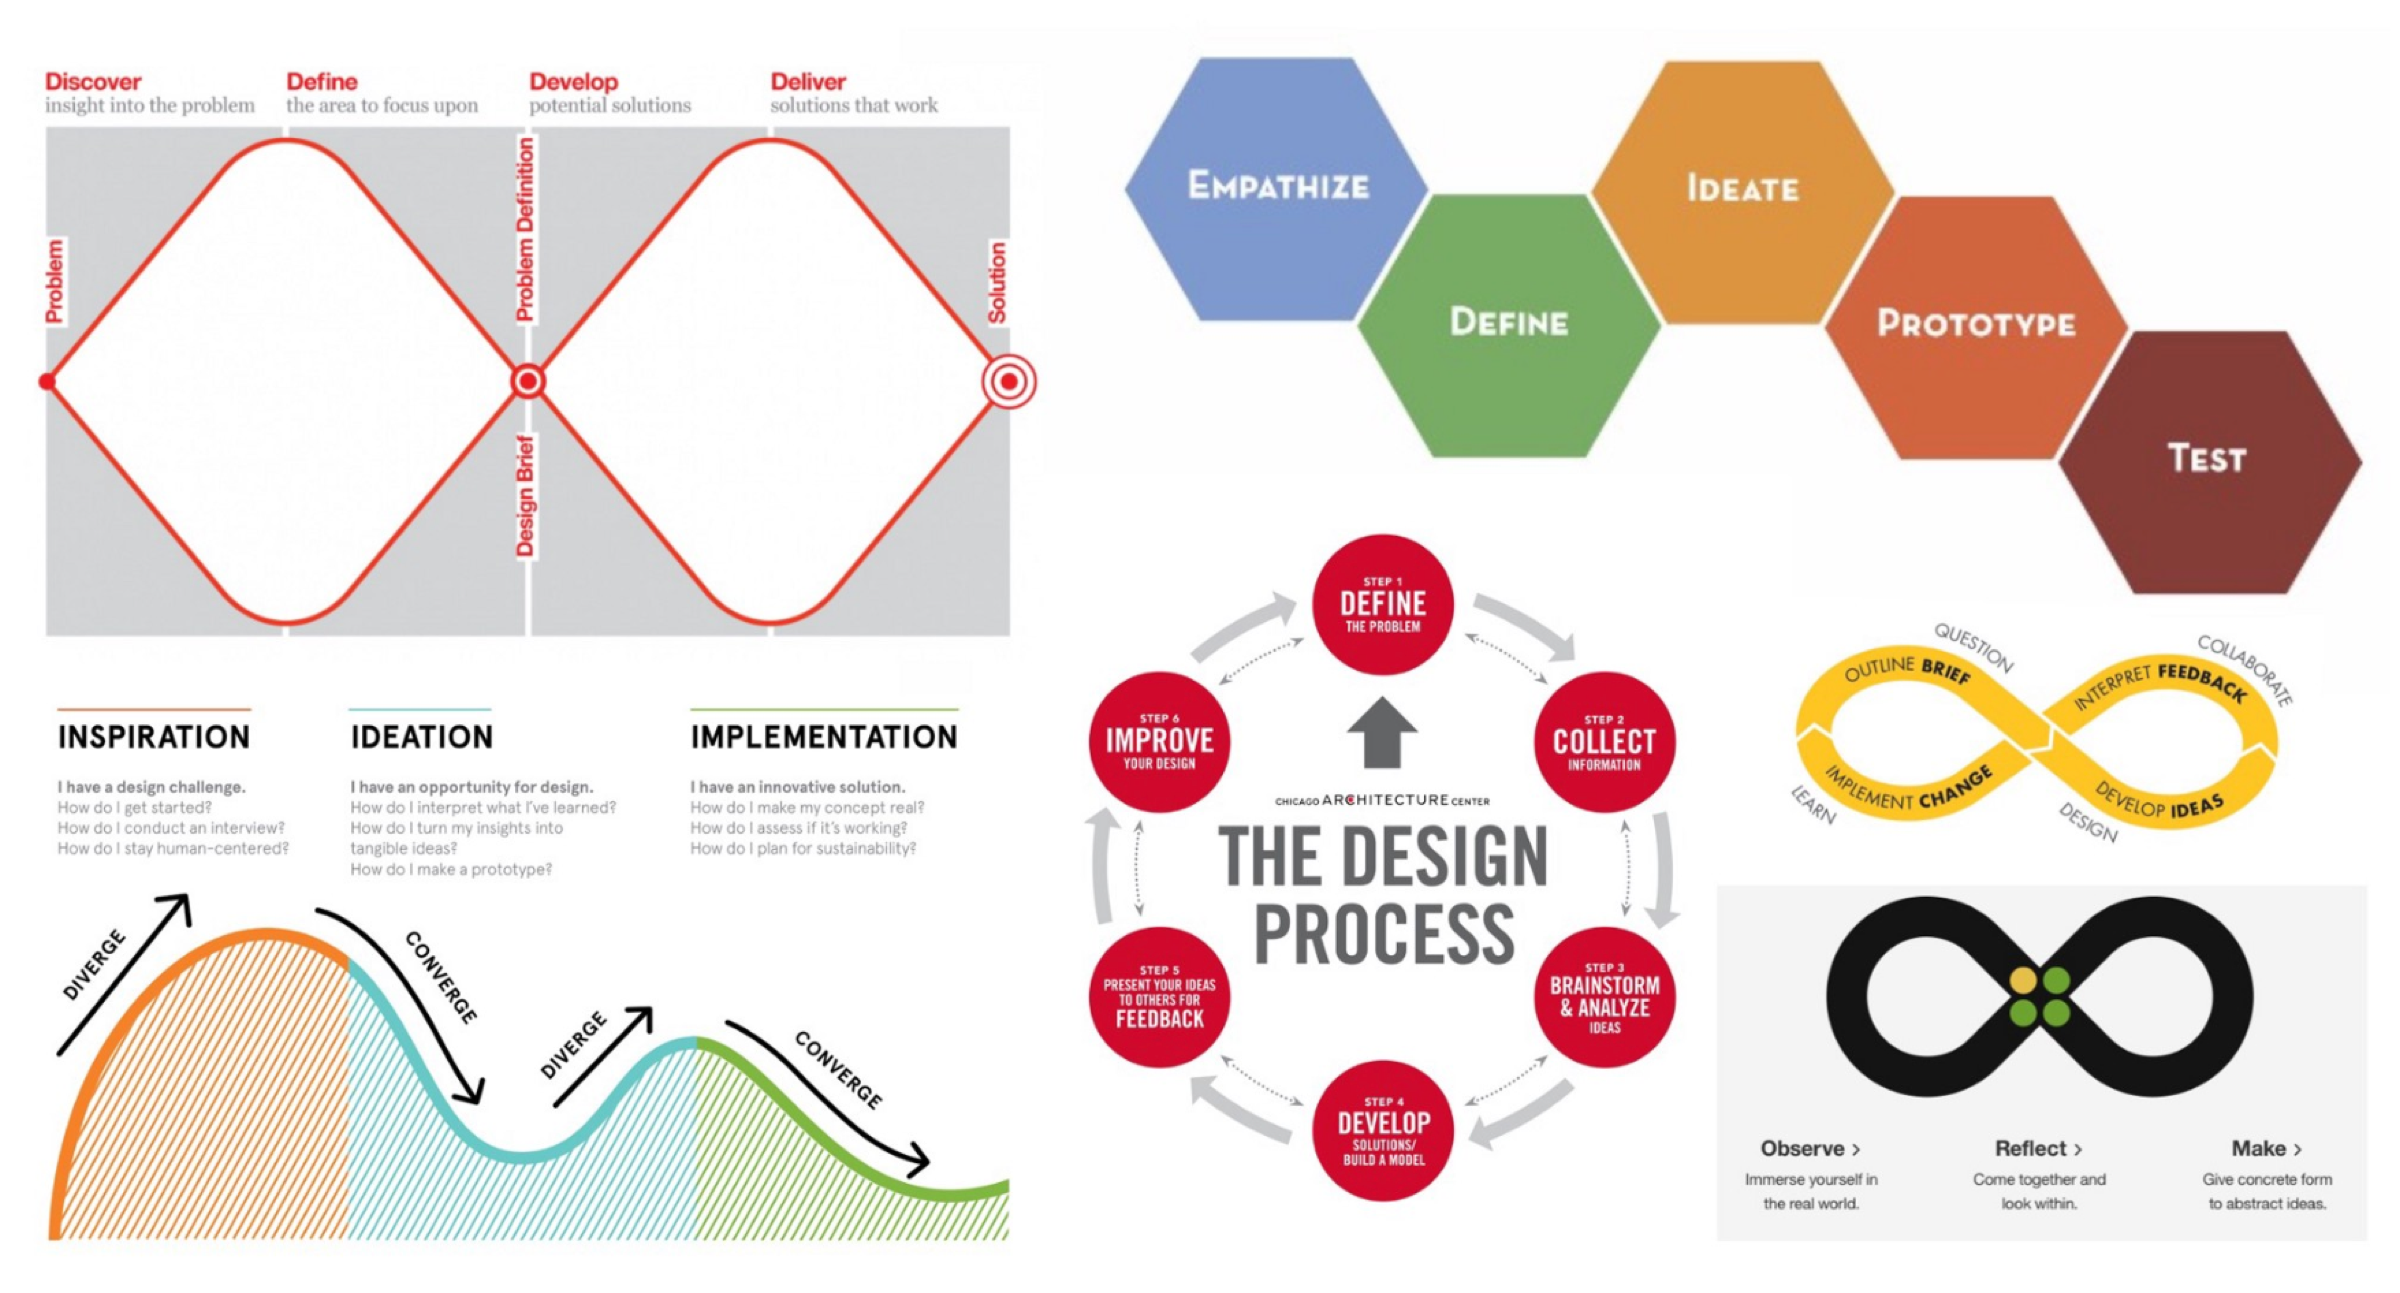 Discover
insight into the problem
Define
the area to focus upon
Develop
potential solutions
Deliver
solutions that work
Problem
Problem Definition
Design Brief
Solution
EMPATHIZE
DEFINE
IDEATE
PROTOTYPE
TEST
INSPIRATION
I have a design challenge.
How do I get started?
How do I conduct an interview?
How do I stay human-centered?
IDEATION
I have an opportunity for design.
How do I interpret what I've learned?
How do I turn my insights into
tangible ideas?
How do I make a prototype?
IMPLEMENTATION
I have an innovative solution.
How do I make my concept real?
How do I assess if it's working?
How do I plan for sustainability?
DIVERGE
CONVERGE
DIVERGE
CONVERGE
STEP 1
DEFINE
THE PROBLEM
STEP 2
COLLECT
INFORMATION
STEP 3
BRAINSTORM
& ANALYZE
IDEAS
STEP 4
DEVELOP
SOLUTIONS/
BUILD A MODEL
STEP 5
PRESENT YOUR IDEAS
TO OTHERS FOR
FEEDBACK
STEP 6
IMPROVE
YOUR DESIGN
CHICAGO ARCHITECTURE CENTER
THE DESIGN
PROCESS
QUESTION
OUTLINE BRIEF
COLLABORATE
INTERPRET FEEDBACK
LEARN
IMPLEMENT CHANGE
DESIGN
DEVELOP IDEAS
Observe >
Immerse yourself in
the real world.
Reflect >
Come together and
look within.
Make >
Give concrete form
to abstract ideas.